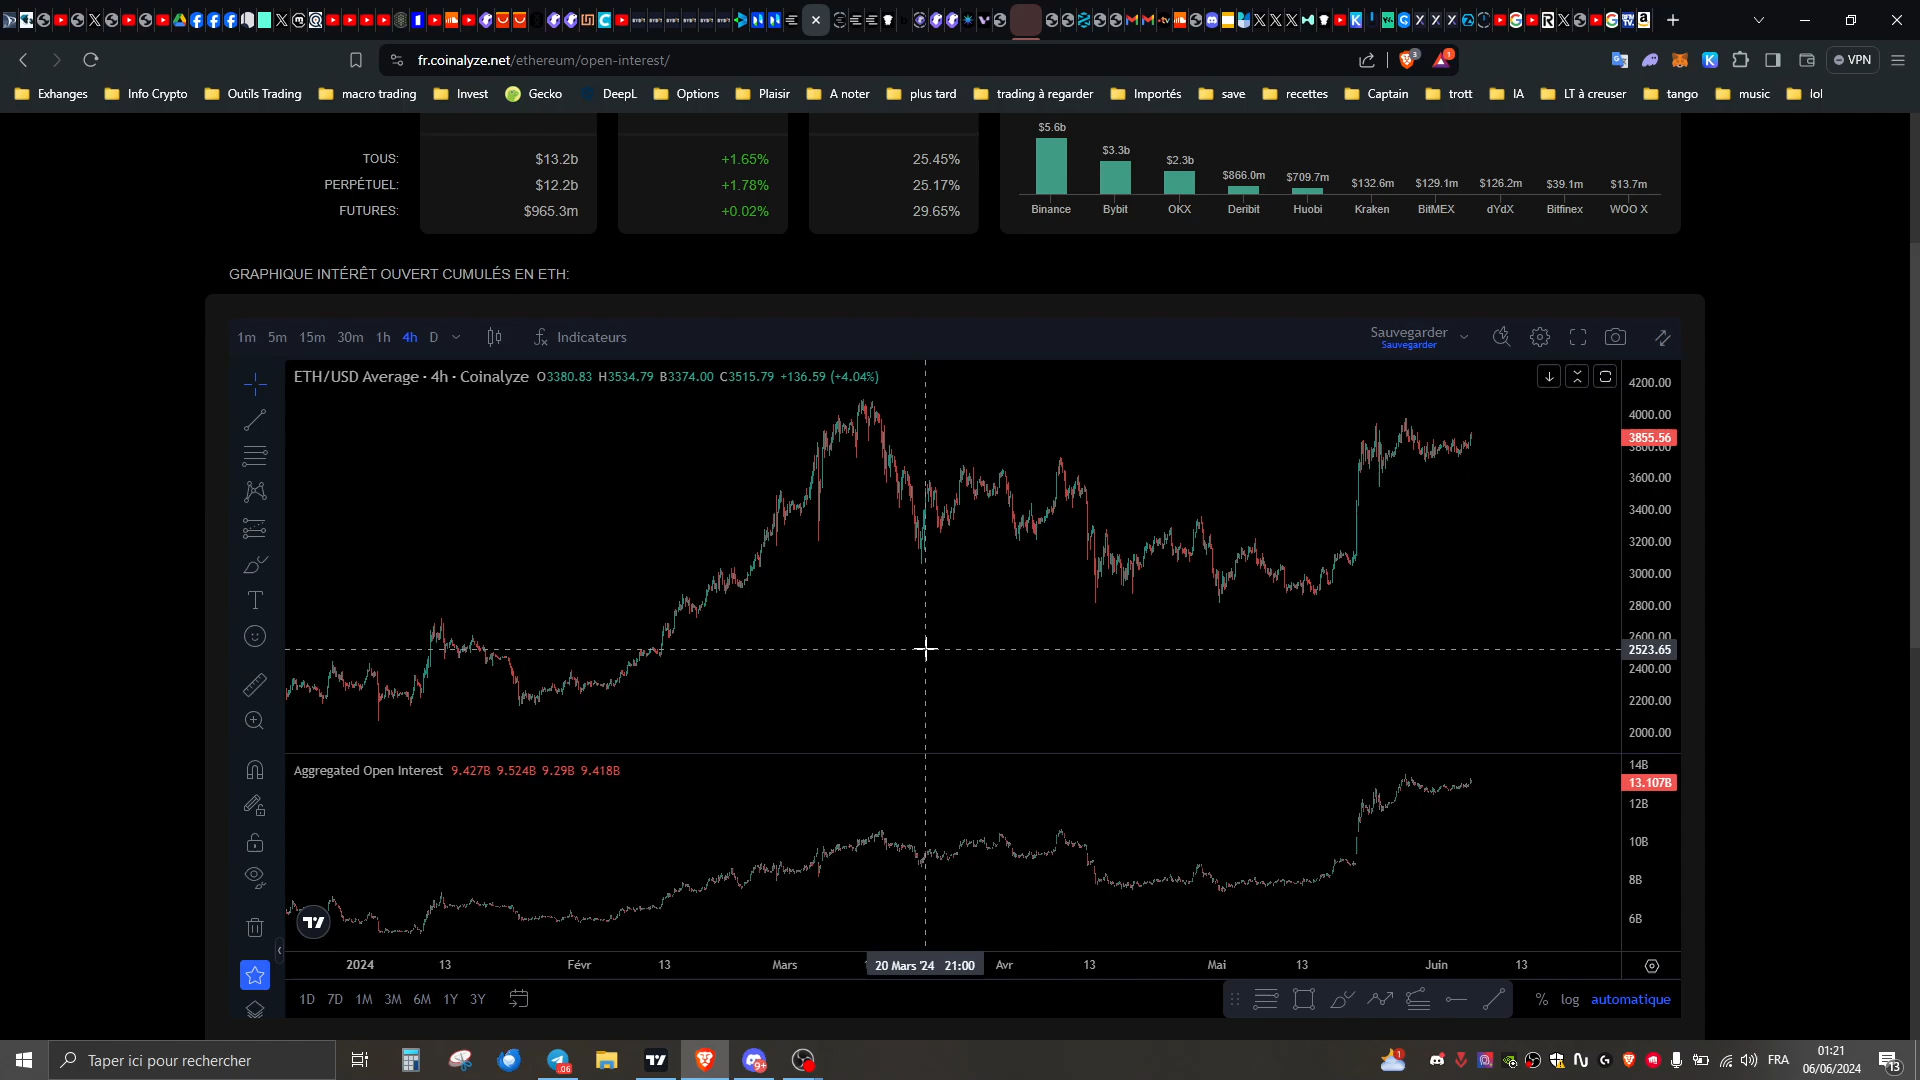 fr.coinalyze.net/ethereum/open-interest/
3
1
VPN
Exhanges
Info Crypto
Outils Trading
macro trading
Invest
Gecko
DeepL
Options
Plaisir
A noter
plus tard
trading à regarder
Importés
save
recettes
Captain
trott
IA
LT à creuser
tango
music
lol
TOUS:
$13.2b
+1.65%
25.45%
PERPÉTUEL:
$12.2b
+1.78%
25.17%
FUTURES:
$965.3m
+0.02%
29.65%
$5.6b
$3.3b
$2.3b
$866.0m
$709.7m
$132.6m
$129.1m
$126.2m
$39.1m
$13.7m
Binance
Bybit
OKX
Deribit
Huobi
Kraken
BitMEX
dYdX
Bitfinex
WOO X
GRAPHIQUE INTÉRÊT OUVERT CUMULÉS EN ETH:
1m 5m 15m 30m 1h 4h D
Indicateurs
Sauvegarder
Sauvegarder
ETH/USD Average · 4h · Coinalyze O3380.83 H3534.79 B3374.00 C3515.79 +136.59 (+4.04%)
4200.00
4000.00
3855.56
3800.00
3600.00
3400.00
3200.00
3000.00
2800.00
2600.00
2523.65
2400.00
2200.00
2000.00
Aggregated Open Interest 9.427B 9.524B 9.29B 9.418B
14B
13.107B
12B
10B
8B
6B
2024
13
Févr
13
Mars
20 Mars '24 21:00
Avr
13
Mai
13
Juin
13
1D 7D 1M 3M 6M 1Y 3Y
% log automatique
Taper ici pour rechercher
.06
9+
1
FRA
01:21
06/06/2024
13